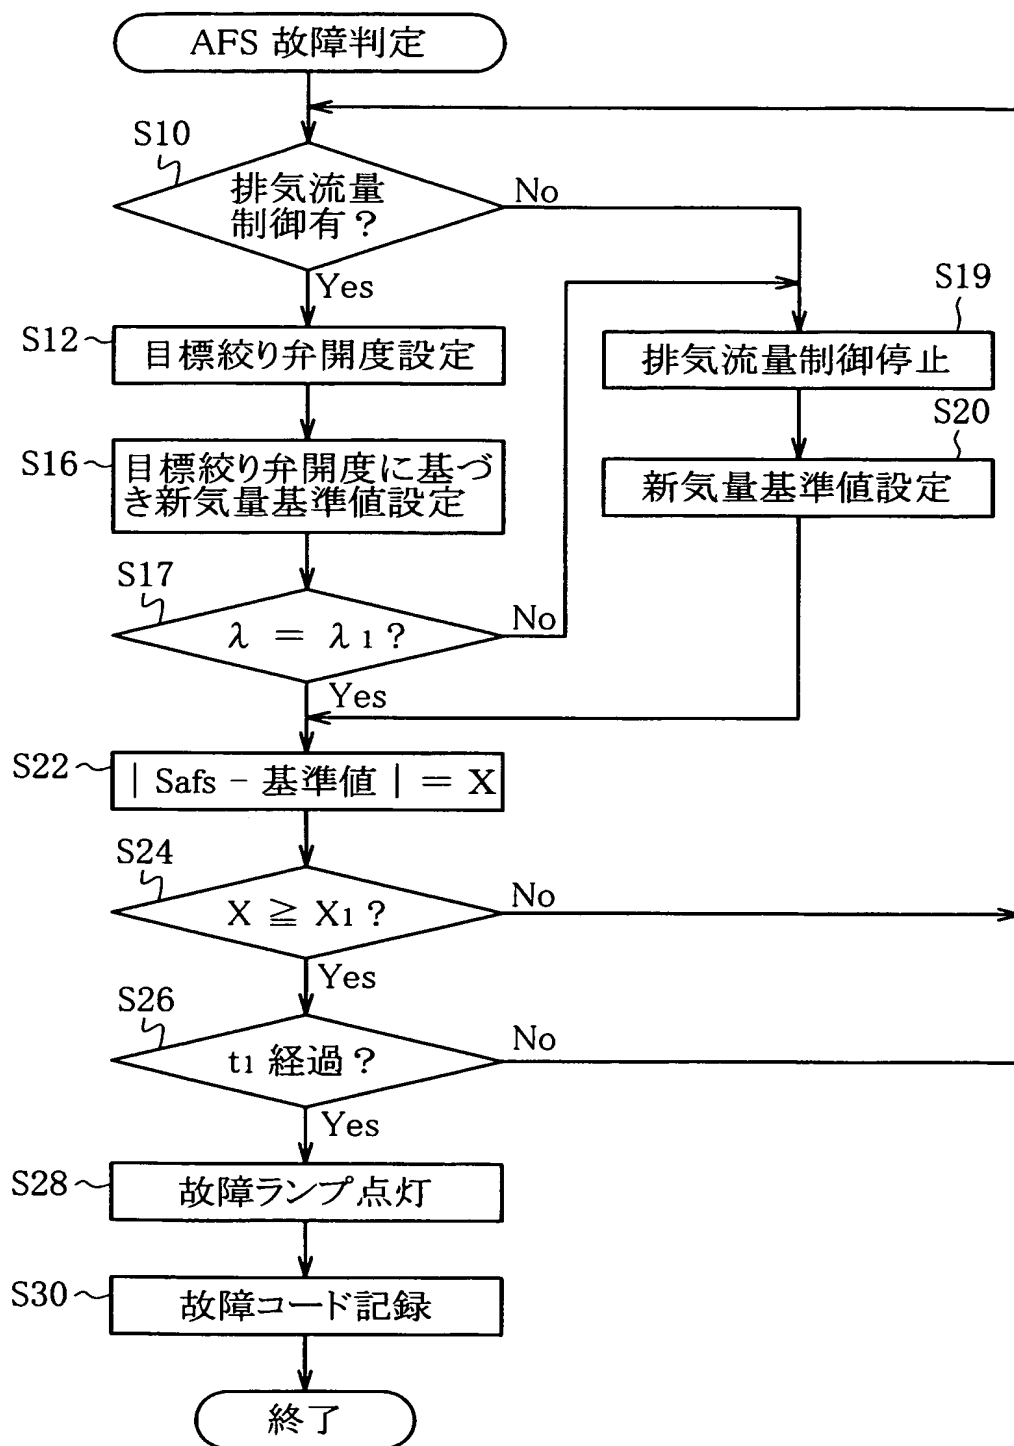 AFS 故障判定
S10
排気流量
制御有?
No
Yes
S12
目標絞り弁開度設定
S19
排気流量制御停止
S16
目標絞り弁開度に基づ
き新気量基準値設定
S20
新気量基準値設定
S17
λ = λ1?
No
Yes
S22
| Safs - 基準値 | = X
S24
X ≧ X1?
No
Yes
S26
t1 経過?
No
Yes
S28
故障ランプ点灯
S30
故障コード記録
終了